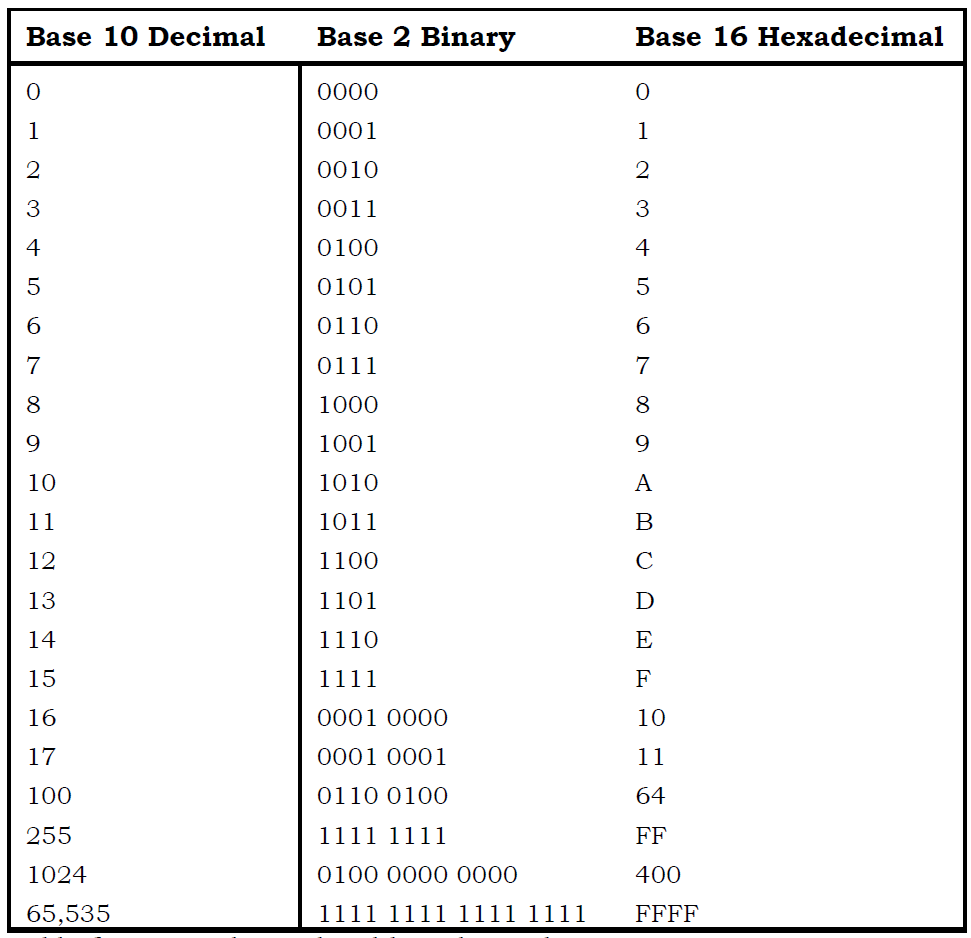 Base 10 Decimal Base 2 Binary Base 16 Hexadecimal
0 0000 0
1 0001 1
2 0010 2
3 0011 3
4 0100 4
5 0101 5
6 0110 6
7 0111 7
8 1000 8
9 1001 9
10 1010 A
11 1011 B
12 1100 C
13 1101 D
14 1110 E
15 1111 F
16 0001 0000 10
17 0001 0001 11
100 0110 0100 64
255 1111 1111 FF
1024 0100 0000 0000 400
65,535 1111 1111 1111 1111 FFFF